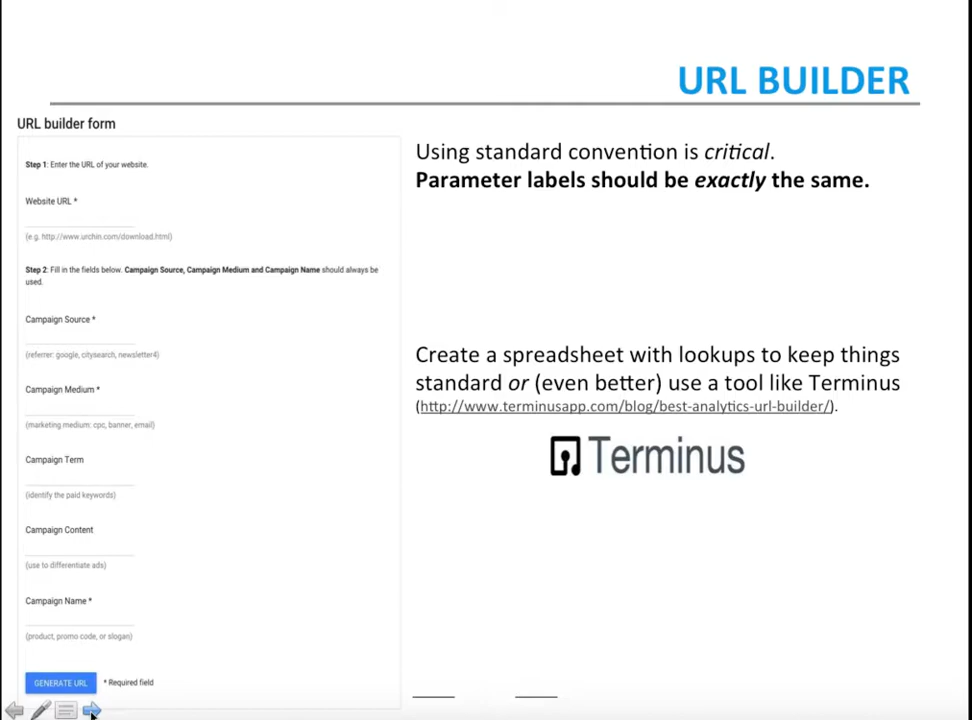 URL BUILDER
URL builder form
Step 1: Enter the URL of your website.
Website URL *
(e.g. http://www.urchin.com/download.html)
Step 2: Fill in the fields below. Campaign Source, Campaign Medium and Campaign Name should always be
used.
Campaign Source *
(referrer: google, citysearch, newsletter4)
Campaign Medium *
(marketing medium: cpc, banner, email)
Campaign Term
(identify the paid keywords)
Campaign Content
(use to differentiate ads)
Campaign Name *
(product, promo code, or slogan)
GENERATE URL * Required field
Using standard convention is critical.
Parameter labels should be exactly the same.
Create a spreadsheet with lookups to keep things
standard or (even better) use a tool like Terminus
(http://www.terminusapp.com/blog/best-analytics-url-builder/).
Terminus